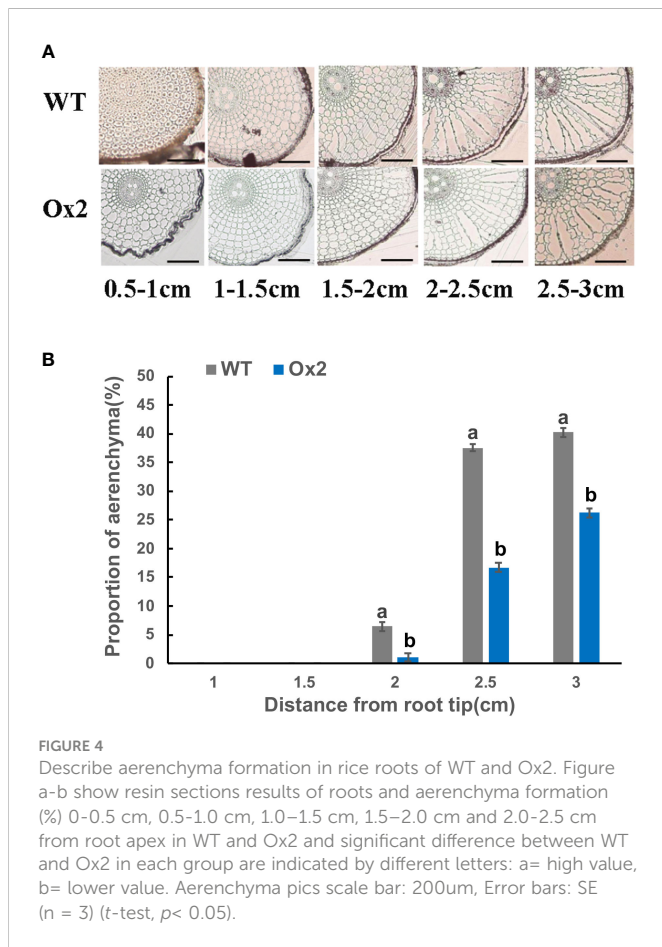 A
WT
Ox2
0.5-1cm 1-1.5cm 1.5-2cm 2-2.5cm 2.5-3cm
B
WT Ox2
Proportion of aerenchyma(%)
50
45
40
35
30
25
20
15
10
5
0
a b
a b
a b
1 1.5 2 2.5 3
Distance from root tip(cm)
FIGURE 4
Describe aerenchyma formation in rice roots of WT and Ox2. Figure
a-b show resin sections results of roots and aerenchyma formation
(%) 0-0.5 cm, 0.5-1.0 cm, 1.0–1.5 cm, 1.5–2.0 cm and 2.0-2.5 cm
from root apex in WT and Ox2 and significant difference between WT
and Ox2 in each group are indicated by different letters: a= high value,
b= lower value. Aerenchyma pics scale bar: 200um, Error bars: SE
(n = 3) (t-test, p< 0.05).